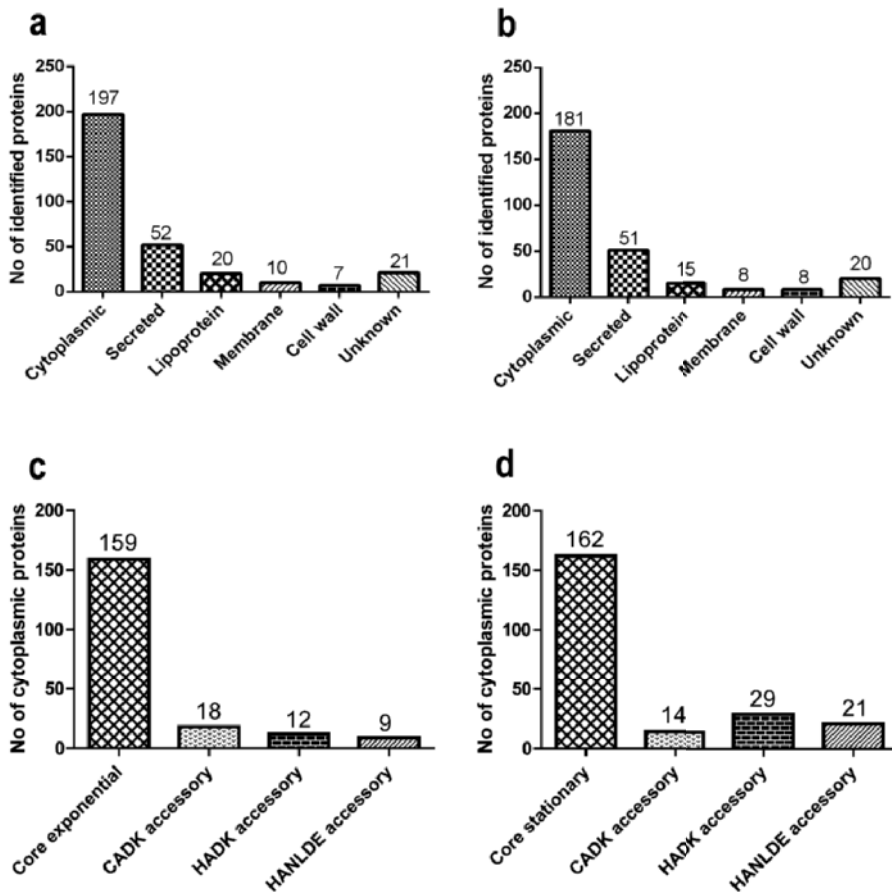 a
No of identified proteins
250
200
150
100
50
0
197
52
20
10
7
21
Cytoplasmic
Secreted
Lipoprotein
Membrane
Cell wall
Unknown
b
No of identified proteins
250
200
150
100
50
0
181
51
15
8
8
20
Cytoplasmic
Secreted
Lipoprotein
Membrane
Cell wall
Unknown
c
No of cytoplasmic proteins
200
150
100
50
0
159
18
12
9
Core exponential
CADK accessory
HADK accessory
HANLDE accessory
d
No of cytoplasmic proteins
200
150
100
50
0
162
14
29
21
Core stationary
CADK accessory
HADK accessory
HANLDE accessory